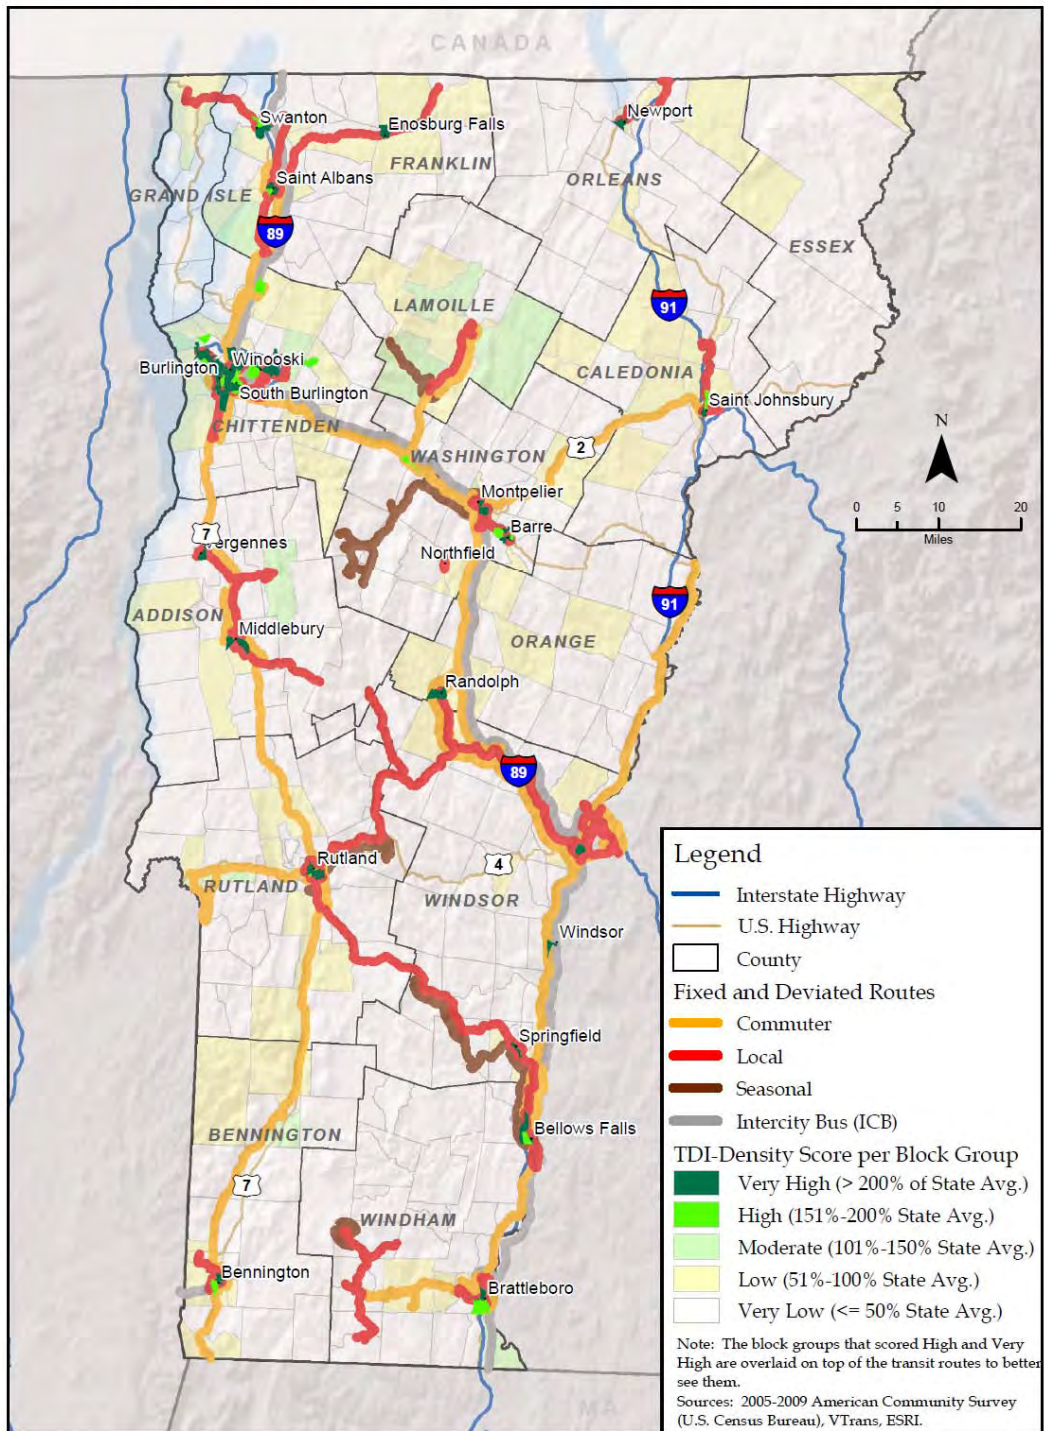 CANADA
Swanton
Enosburg Falls
Newport
FRANKLIN
Saint Albans
ORLEANS
GRAND ISLE
89
ESSEX
91
LAMOILLE
Winooski
Burlington
CALEDONIA
South Burlington
Saint Johnsbury
CHITTENDEN
N
2
WASHINGTON
Montpelier
0 5 10 20
Miles
7
Barre
Vergennes
Northfield
91
ADDISON
Middlebury
ORANGE
Randolph
89
Rutland
4
RUTLAND
WINDSOR
Windsor
Springfield
Bellows Falls
BENNINGTON
7
WINDHAM
Bennington
Brattleboro
MA
Legend
Interstate Highway
U.S. Highway
County
Fixed and Deviated Routes
Commuter
Local
Seasonal
Intercity Bus (ICB)
TDI-Density Score per Block Group
Very High (> 200% of State Avg.)
High (151%-200% State Avg.)
Moderate (101%-150% State Avg.)
Low (51%-100% State Avg.)
Very Low (<= 50% State Avg.)
Note: The block groups that scored High and Very
High are overlaid on top of the transit routes to better
see them.
Sources: 2005-2009 American Community Survey
(U.S. Census Bureau), VTrans, ESRI.